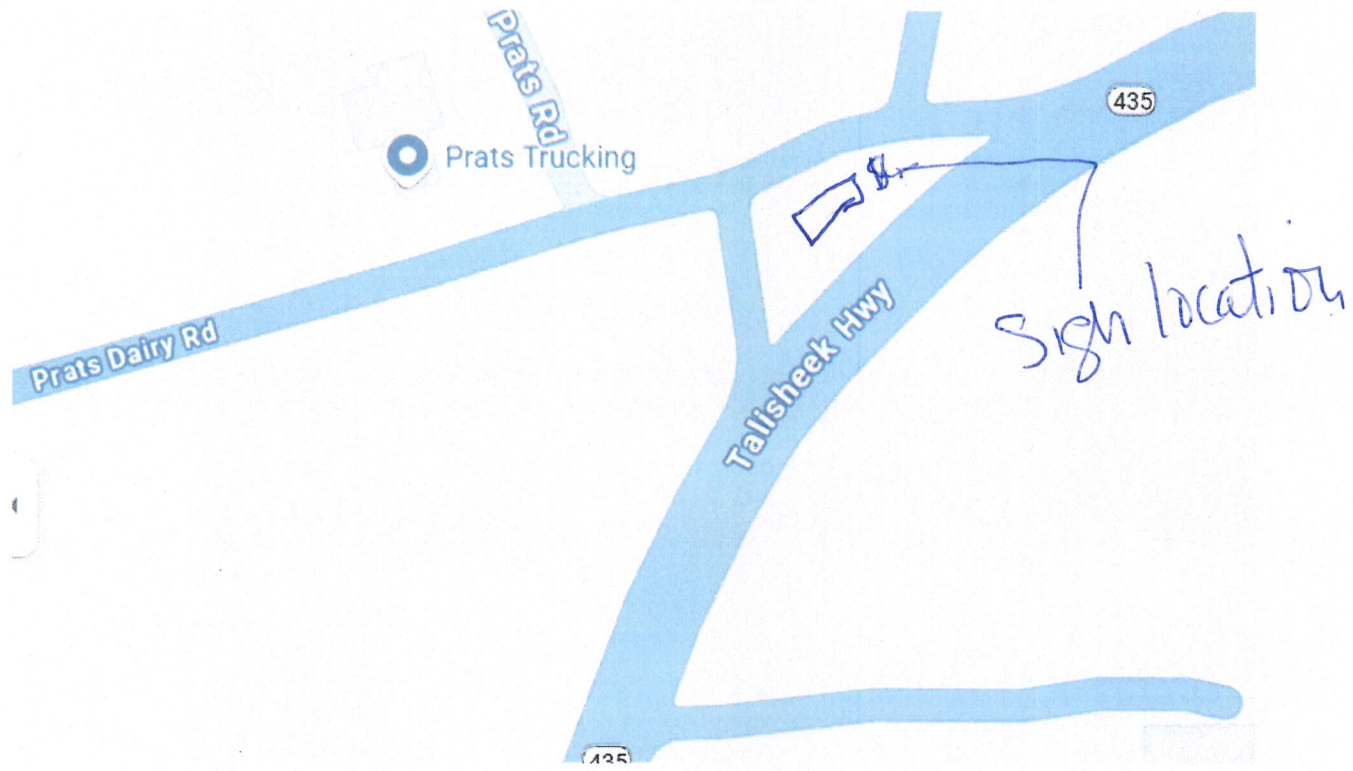 Prats Rd
435
Prats Trucking
Sign location
Prats Dairy Rd
Talisheek Hwy
435